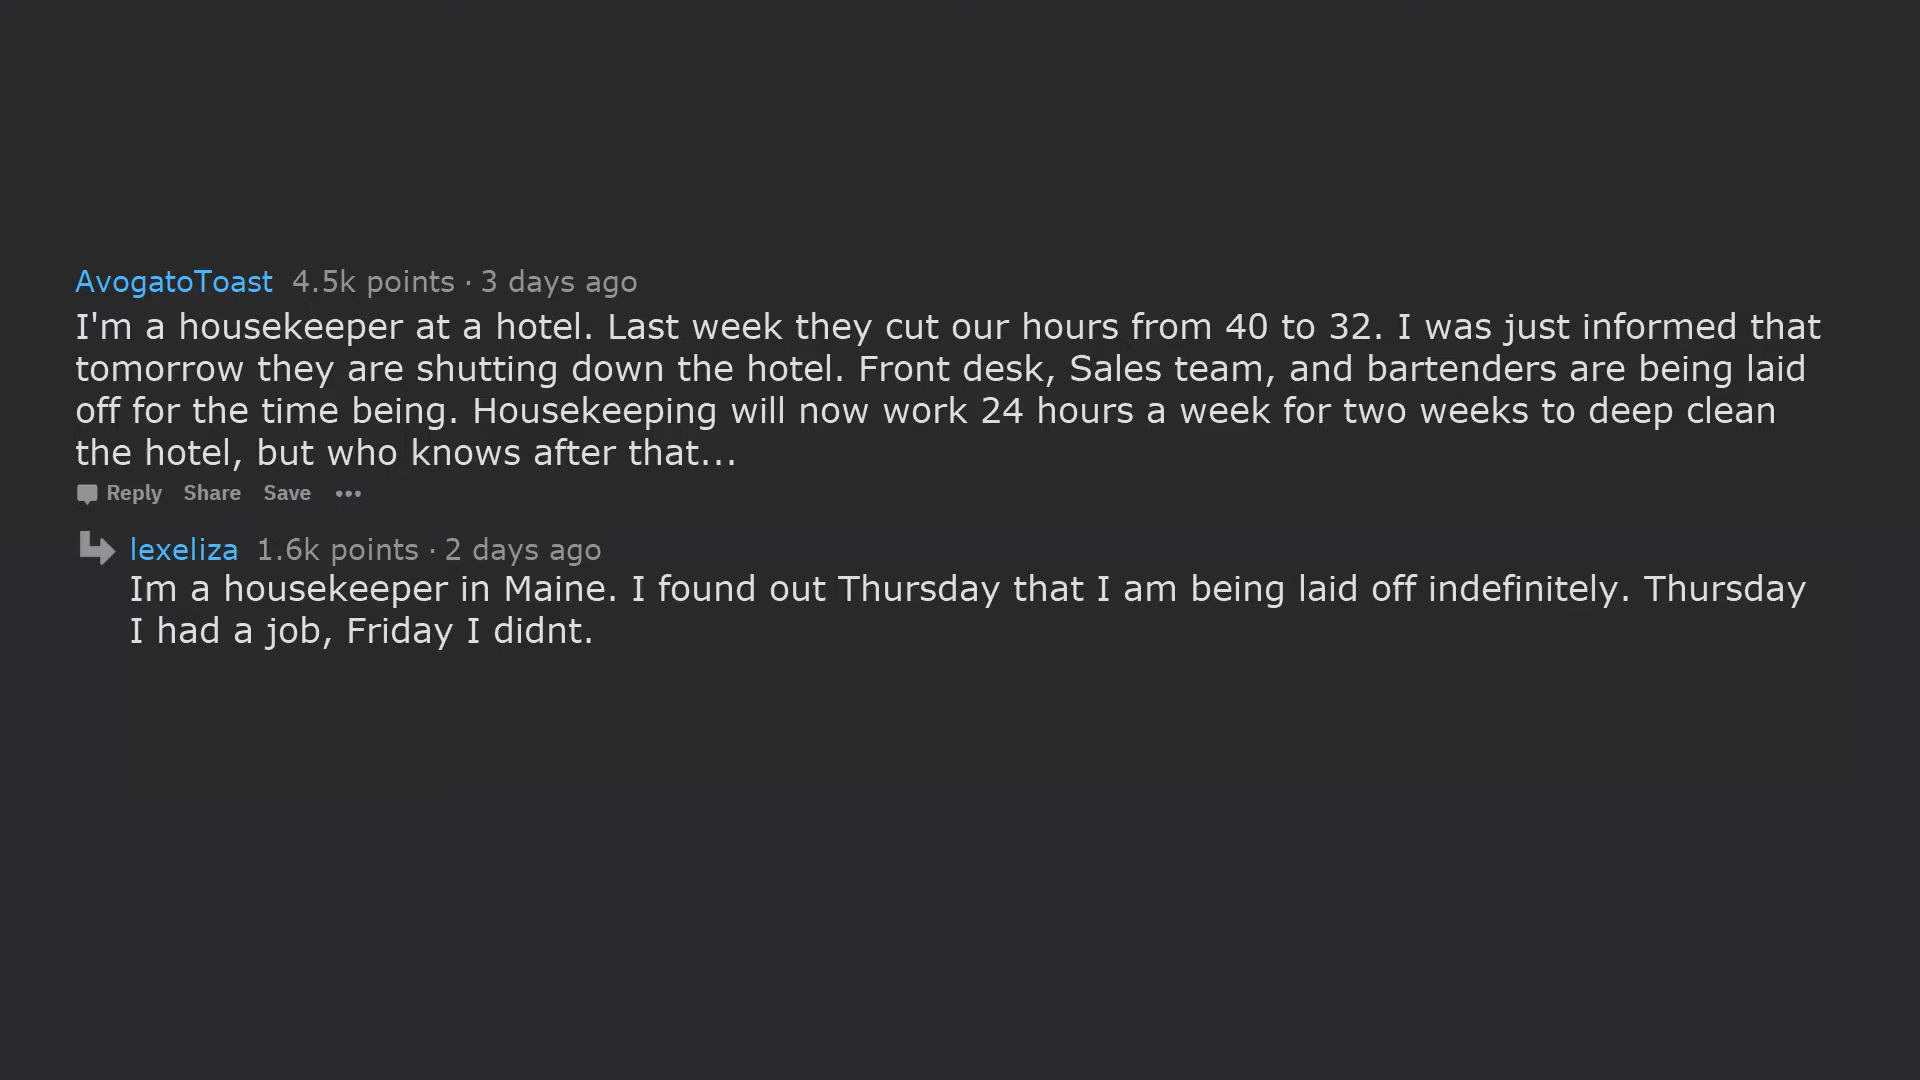 AvogatoToast 4.5k points · 3 days ago
I'm a housekeeper at a hotel. Last week they cut our hours from 40 to 32. I was just informed that
tomorrow they are shutting down the hotel. Front desk, Sales team, and bartenders are being laid
off for the time being. Housekeeping will now work 24 hours a week for two weeks to deep clean
the hotel, but who knows after that...
Reply Share Save •••
lexeliza 1.6k points · 2 days ago
Im a housekeeper in Maine. I found out Thursday that I am being laid off indefinitely. Thursday
I had a job, Friday I didnt.